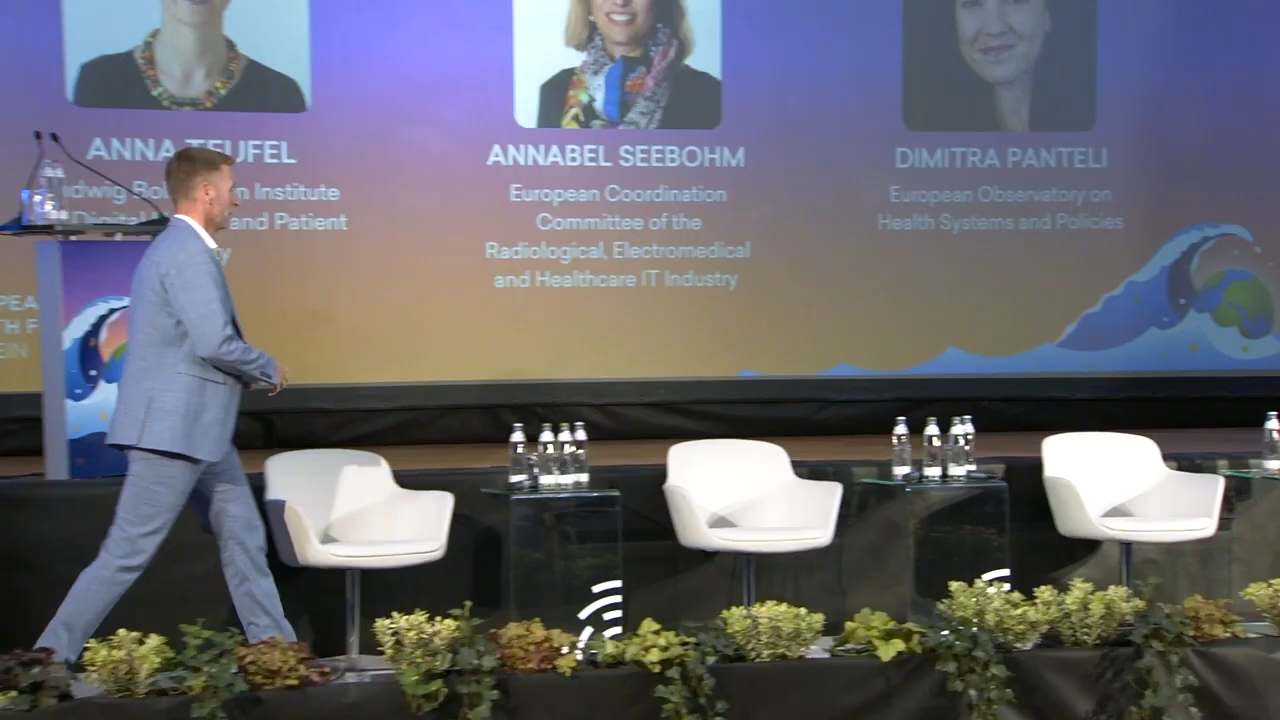 ANNA TEUFEL
Institute
and Patient
ANNABEL SEEBOHM
European Coordination
Committee of the
Radiological, Electromedical
and Healthcare IT Industry
DIMITRA PANTELI
European Observatory on
Health Systems and Policies